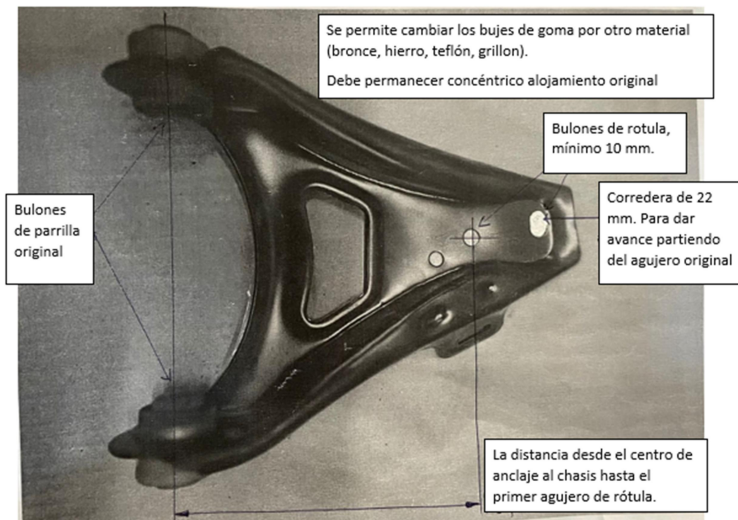 Se permite cambiar los bujes de goma por otro material
(bronce, hierro, teflón, grillon).
Debe permanecer concéntrico alojamiento original
Bulones de rotula,
mínimo 10 mm.
Corredera de 22
mm. Para dar
avance partiendo
del agujero original
Bulones
de parrilla
original
La distancia desde el centro de
anclaje al chasis hasta el
primer agujero de rótula.